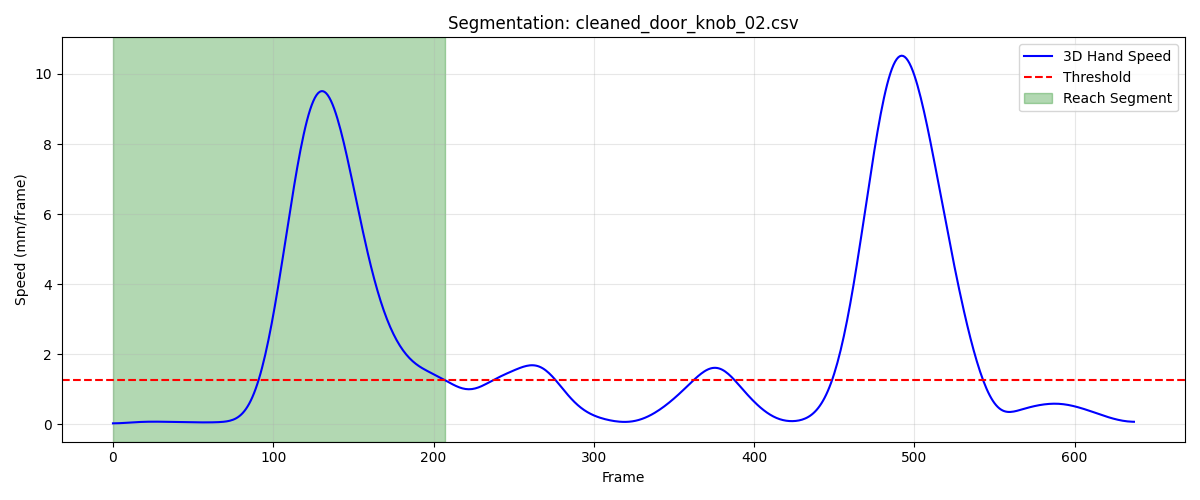 Segmentation: cleaned_door_knob_02.csv
3D Hand Speed
Threshold
Reach Segment
Speed (mm/frame)
10
8
6
4
2
0
0 100 200 300 400 500 600
Frame